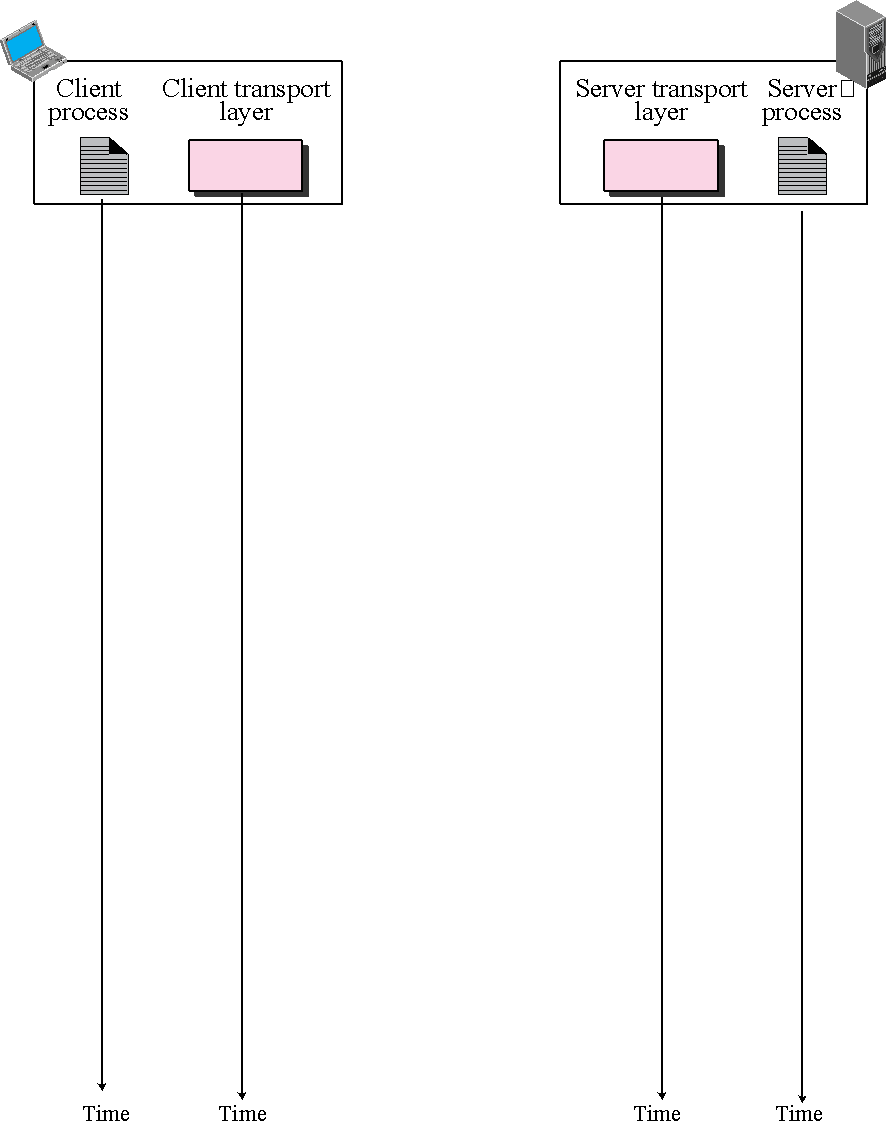 Client
process
Client transport
layer
Server transport
layer
Server□
process
Time
Time
Time
Time